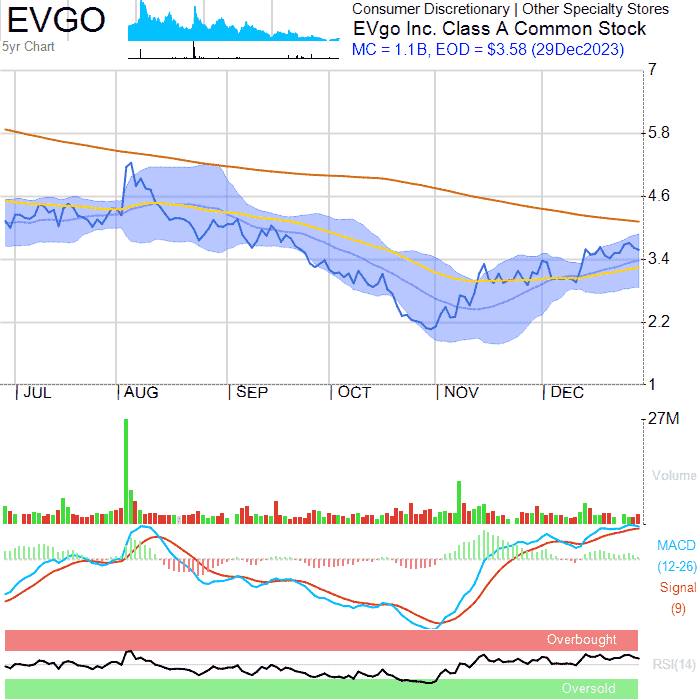 EVGO
5yr Chart
Consumer Discretionary | Other Specialty Stores
EVgo Inc. Class A Common Stock
MC = 1.1B, EOD = $3.58 (29Dec2023)
7
5.8
4.6
3.4
2.2
1
JUL AUG SEP OCT NOV DEC
27M
Volume
MACD
(12-26)
Signal
(9)
Overbought
RSI(14)
Oversold